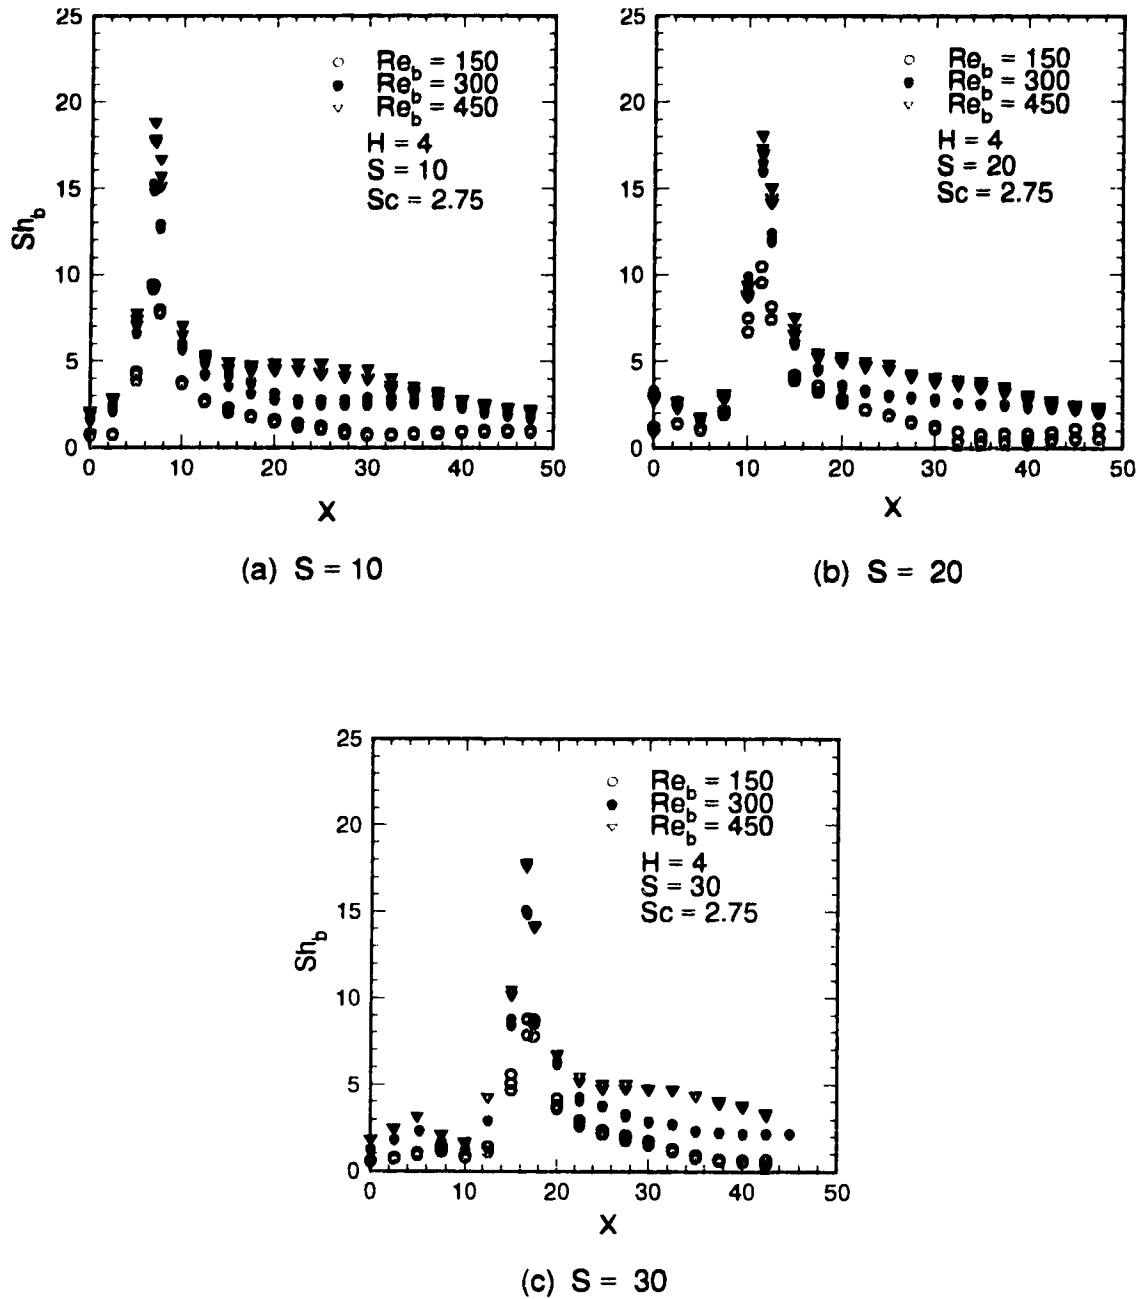 25
20
15
10
5
0
Sh_b
Re_b = 150
Re_b = 300
Re_b = 450
H = 4
S = 10
Sc = 2.75
0 10 20 30 40 50
X
(a) S = 10
25
20
15
10
5
0
Re_b = 150
Re_b = 300
Re_b = 450
H = 4
S = 20
Sc = 2.75
0 10 20 30 40 50
X
(b) S = 20
25
20
15
10
5
0
Sh_b
Re_b = 150
Re_b = 300
Re_b = 450
H = 4
S = 30
Sc = 2.75
0 10 20 30 40 50
X
(c) S = 30